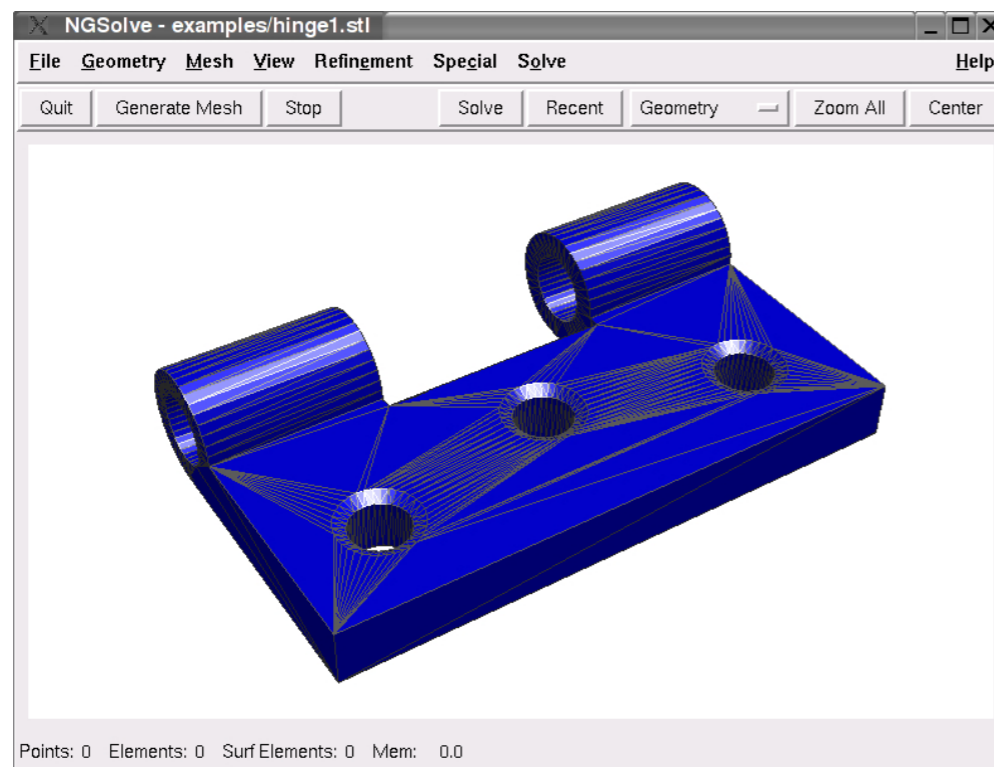 NGSolve - examples/hinge1.stl
File Geometry Mesh View Refinement Special Solve Help
Quit Generate Mesh Stop Solve Recent Geometry Zoom All Center
Points: 0 Elements: 0 Surf Elements: 0 Mem: 0.0